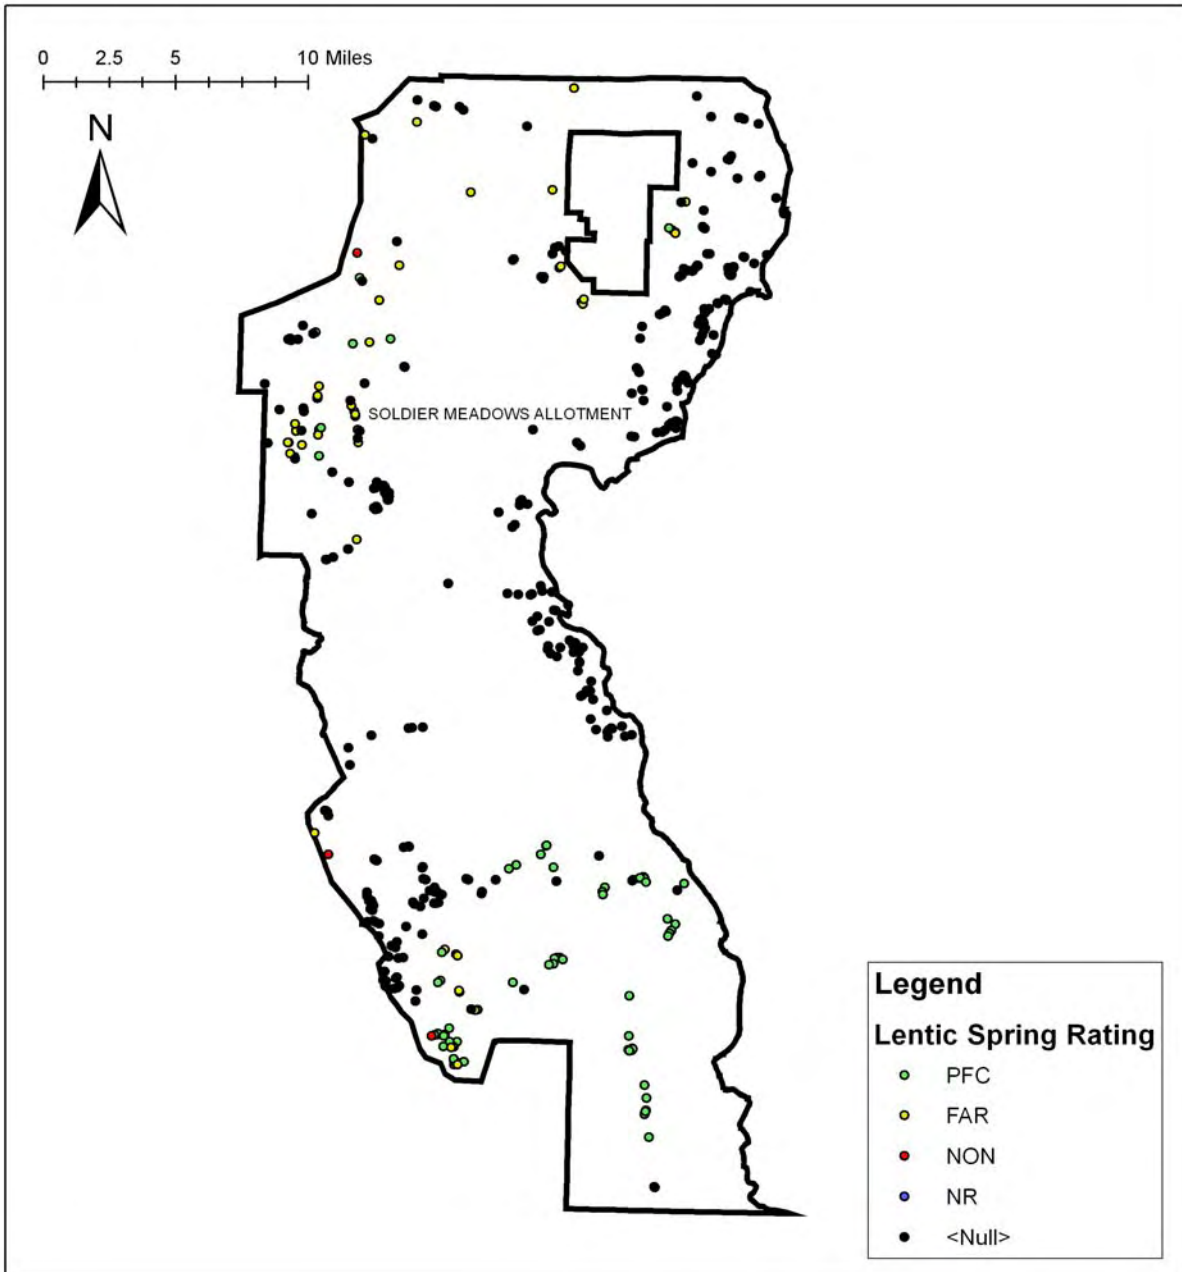 0 2.5 5 10 Miles
N
SOLDIER MEADOWS ALLOTMENT
Legend
Lentic Spring Rating
PFC
FAR
NON
NR
<Null>